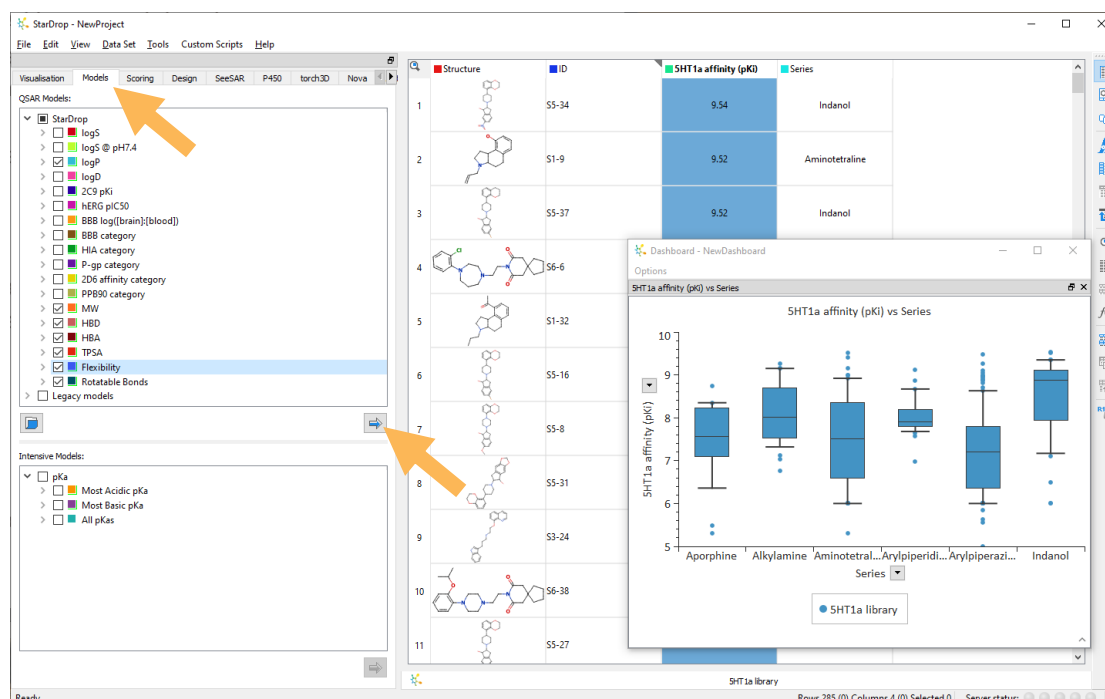 StarDrop - NewProject
File Edit View Data Set Tools Custom Scripts Help
Visualisation Models Scoring Design SeeSAR P450 torch3D Nova
QSAR Models:
StarDrop
logS
logS @ pH7.4
logP
logD
2C9 pKi
hERG pIC50
BBB log([brain]:[blood])
BBB category
HIA category
P-gp category
2D6 affinity category
PPB90 category
MW
HBD
HBA
TPSA
Flexibility
Rotatable Bonds
Legacy models
Intensive Models:
pKa
Most Acidic pKa
Most Basic pKa
All pKas
Ready
Structure ID 5HT1a affinity (pKi) Series
1 S5-34 9.54 Indanol
2 S1-9 9.52 Aminotetraline
3 S5-37 9.52 Indanol
4 S6-6
5 S1-32
6 S5-16
7 S5-8
8 S5-31
9 S3-24
10 S6-38
11 S5-27
Dashboard - NewDashboard
Options
5HT1a affinity (pKi) vs Series
5HT1a affinity (pKi) vs Series
5HT1a affinity (pKi)
10
9
8
7
6
5
Aporphine Alkylamine Aminotetral... Arylpiperidi... Arylpiperazi... Indanol
Series
5HT1a library
5HT1a library
Rows 285 (0) Columns 4 (0) Selected 0 Server status: